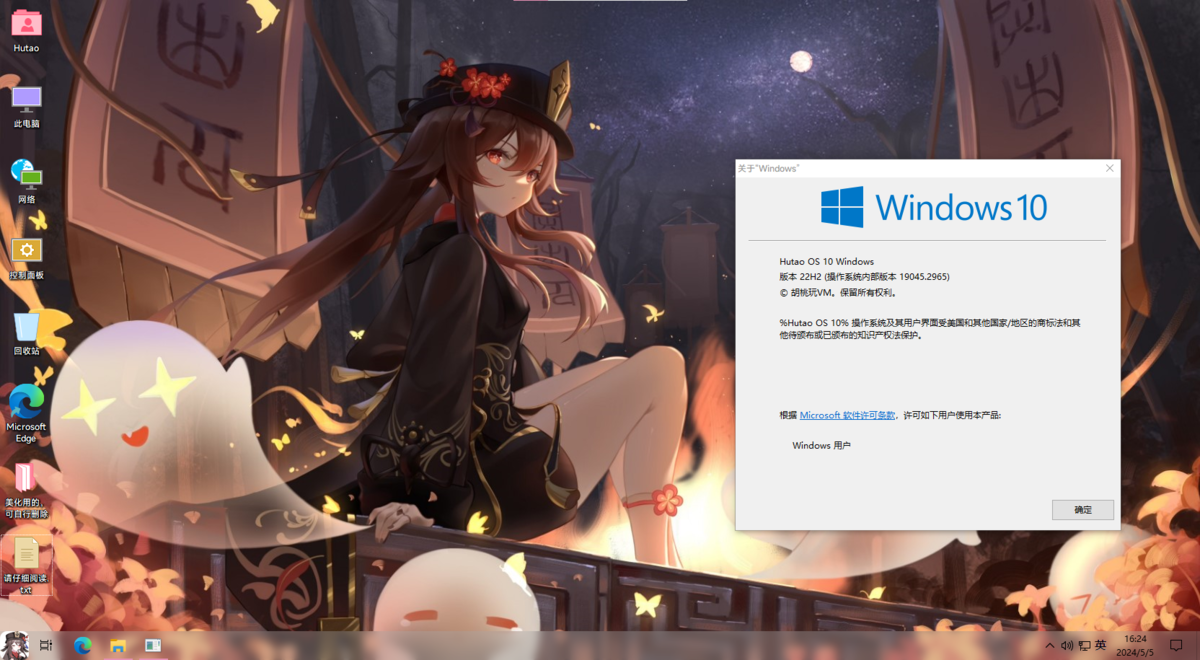 Hutao
此电脑
网络
控制面板
回收站
Microsoft
Edge
美化用的，
可自行删除
请仔细阅读.
txt
关于"Windows"
Windows 10
Hutao OS 10 Windows
版本 22H2 (操作系统内部版本 19045.2965)
© 胡桃玩VM。保留所有权利。
%Hutao OS 10% 操作系统及其用户界面受美国和其他国家/地区的商标法和其
他待颁布或已颁布的知识产权法保护。
根据 Microsoft 软件许可条款，许可如下用户使用本产品:
Windows 用户
确定
英
16:24
2024/5/5